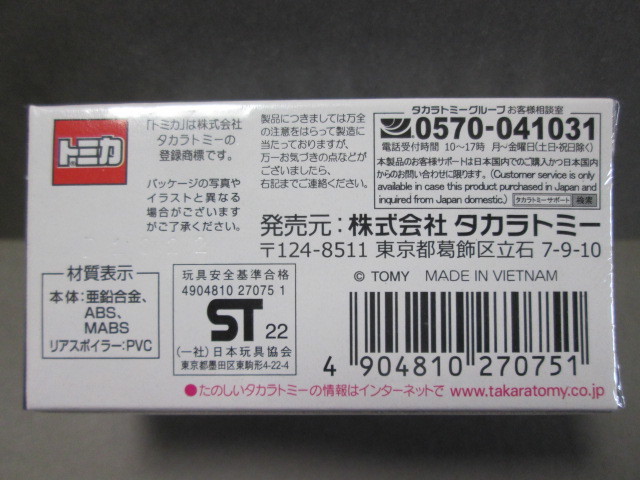 トミカ
「トミカ」は株式会社
タカラトミーの
登録商標です。
パッケージの写真や
イラストと異なる
場合がございます
がご了承ください。
製品につきましては万全
の注意をはらって製造に
当たっておりますが、
万一お気づきの点などが
ございましたら、
右記までご連絡ください。
タカラトミーグループ お客様相談室
0570-041031
電話受付時間 10〜17時 月〜金曜日(土・日・祝日除く)
本製品のお客様サポートは日本国内でのご購入かつ日本国内
からのお問い合わせに限ります。(Customer service is only
available in case this product purchased in Japan and
inquired from Japan domestic.) タカラトミーサポート 検索
発売元:株式会社 タカラトミー
〒124-8511 東京都葛飾区立石 7-9-10
材質表示
本体:亜鉛合金、
ABS、
MABS
リアスポイラー:PVC
玩具安全基準合格
4904810 27075 1
ST 22
(一社)日本玩具協会
東京都墨田区東駒形4-22-4
© TOMY MADE IN VIETNAM
4 904810 270751
●たのしいタカラトミーの情報はインターネットで www.takaratomy.co.jp